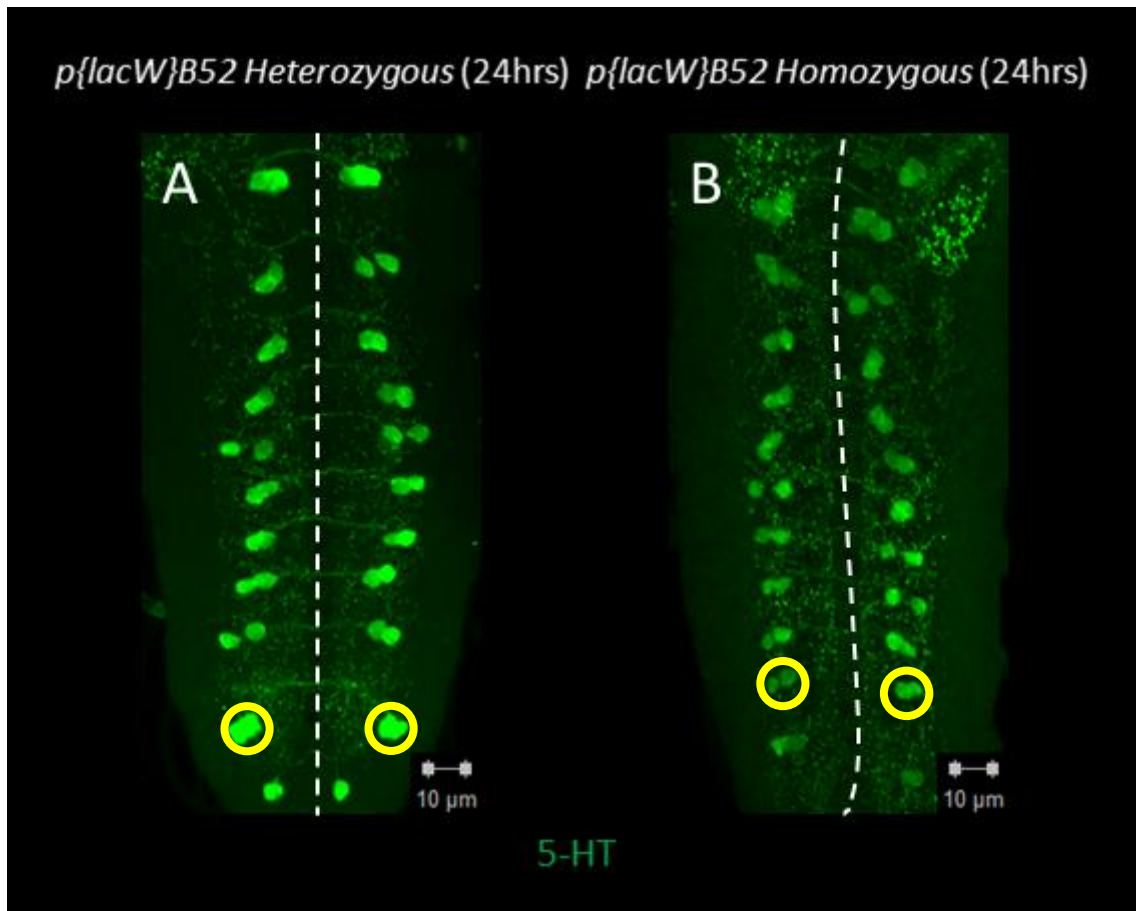 p{lacW}B52 Heterozygous (24hrs) p{lacW}B52 Homozygous (24hrs)
A B
10 μm 10 μm
5-HT